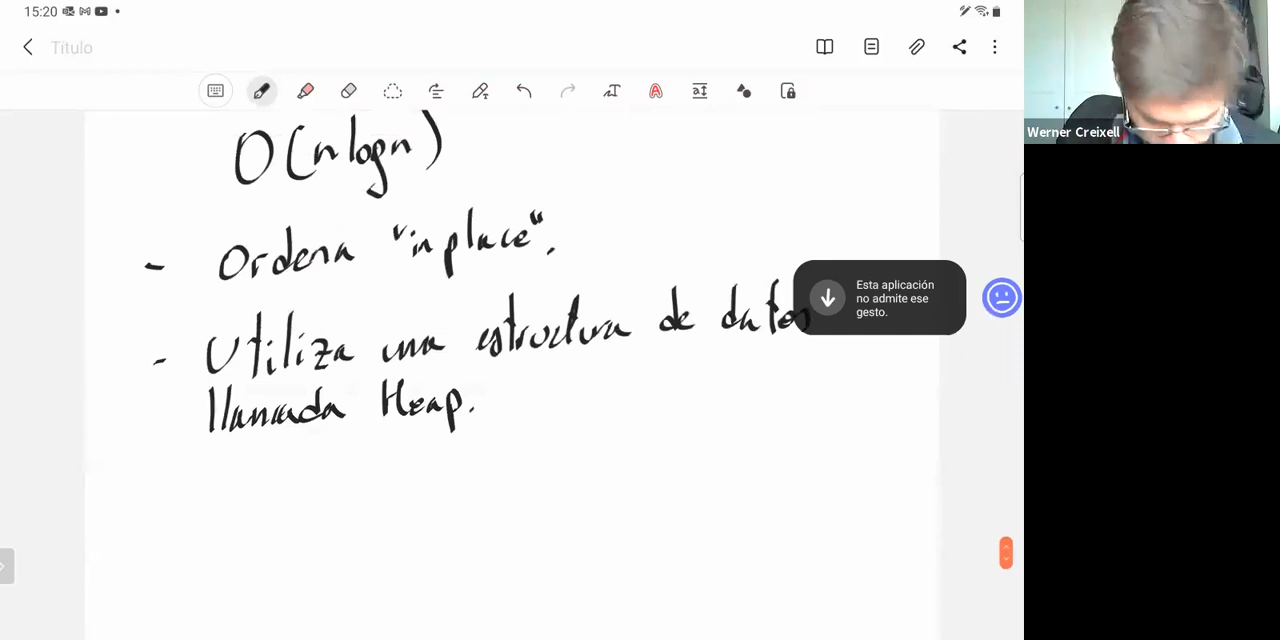 15:20
Título
O(n log n)
- Ordena "in place".
- Utiliza una estructura de datos
llamada Heap.
Esta aplicación
no admite ese
gesto.
Werner Creixell